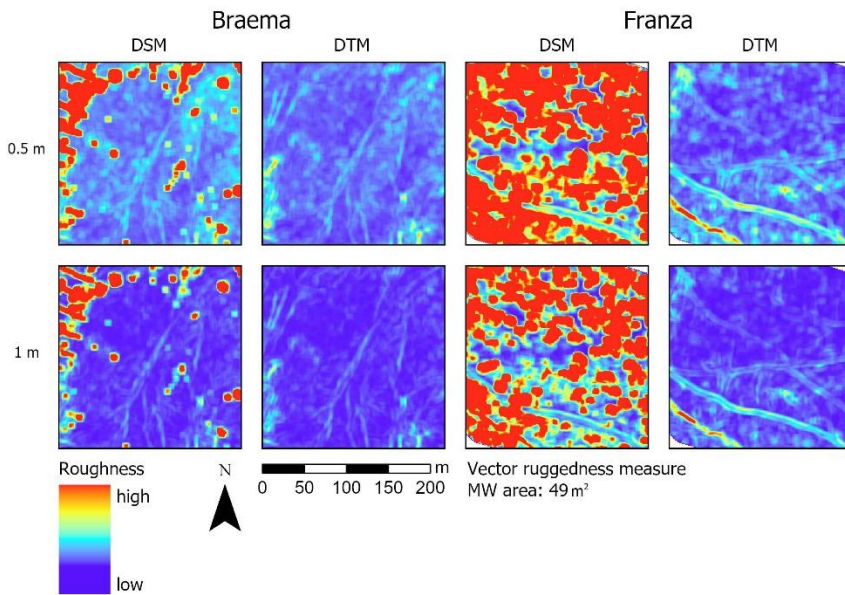 Braema Franza
DSM DTM DSM DTM
0.5 m
1 m
Roughness
high
low
N
m
0 50 100 150 200
Vector ruggedness measure
MW area: 49 m²